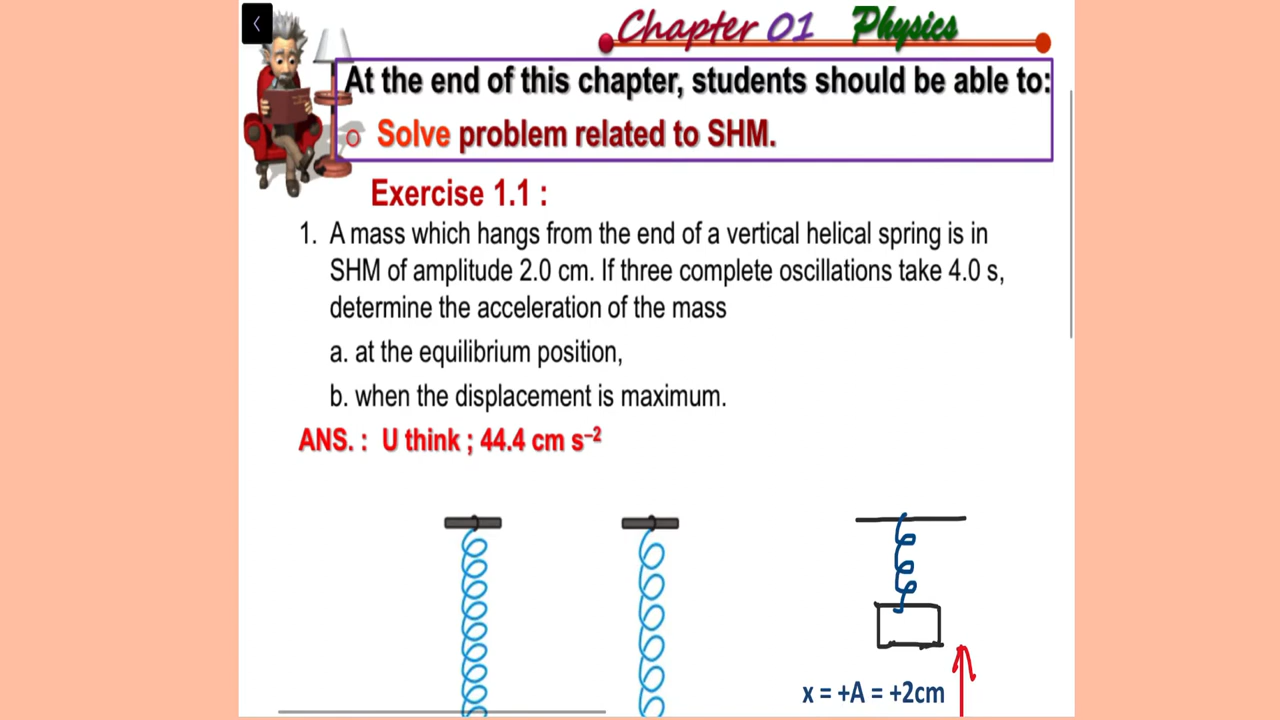 Chapter 01 Physics
At the end of this chapter, students should be able to:
o Solve problem related to SHM.
Exercise 1.1 :
1. A mass which hangs from the end of a vertical helical spring is in
SHM of amplitude 2.0 cm. If three complete oscillations take 4.0 s,
determine the acceleration of the mass
a. at the equilibrium position,
b. when the displacement is maximum.
ANS. : U think ; 44.4 cm s⁻²
x = +A = +2cm